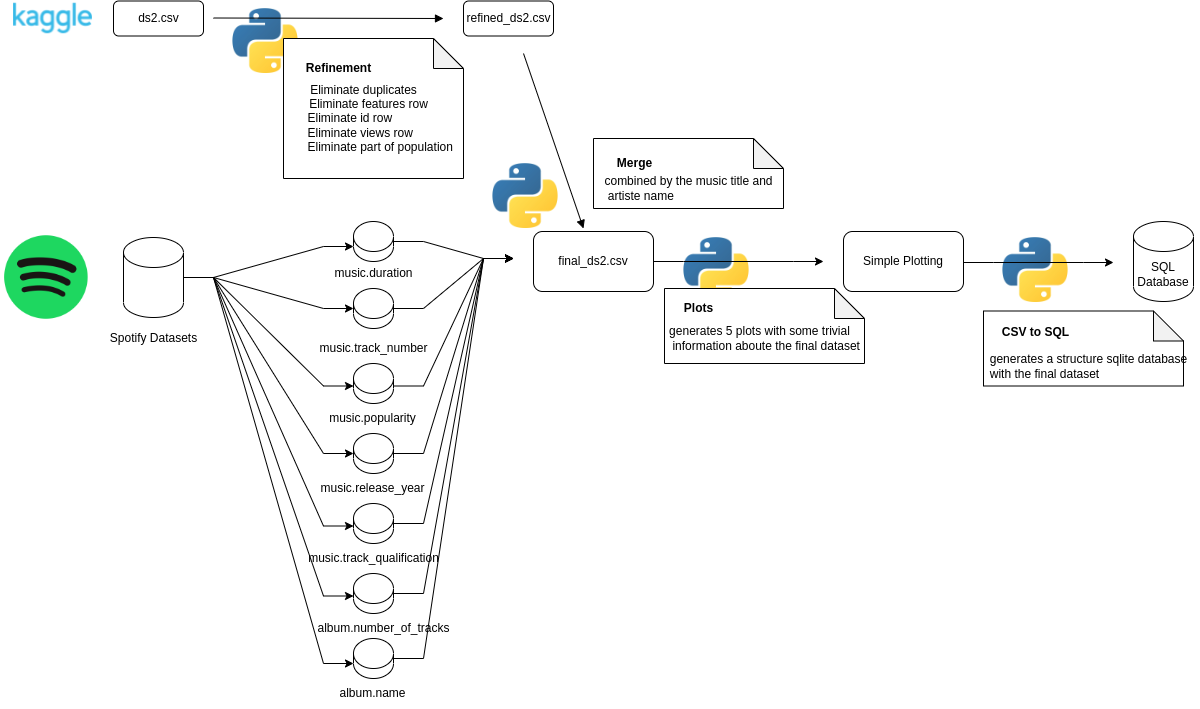 kaggle
ds2.csv
refined_ds2.csv
Refinement
Eliminate duplicates
Eliminate features row
Eliminate id row
Eliminate views row
Eliminate part of population
Merge
combined by the music title and
artiste name
Spotify Datasets
music.duration
music.track_number
music.popularity
music.release_year
music.track_qualification
album.number_of_tracks
album.name
final_ds2.csv
Plots
generates 5 plots with some trivial
information aboute the final dataset
Simple Plotting
CSV to SQL
generates a structure sqlite database
with the final dataset
SQL
Database